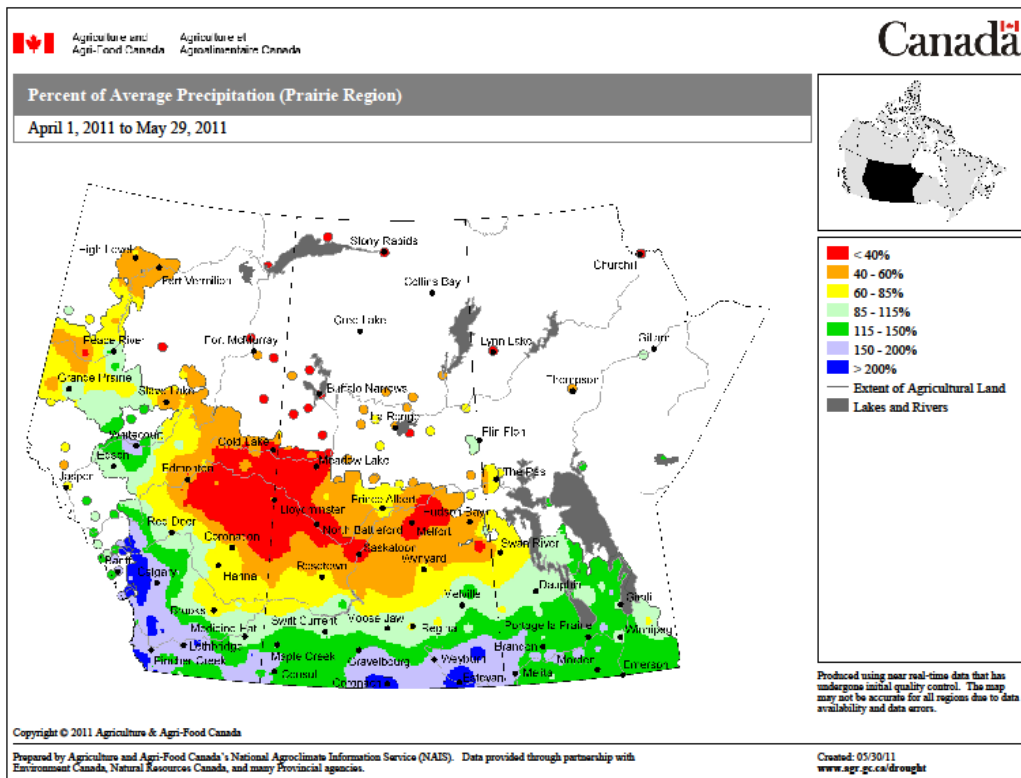 Agriculture and
Agri-Food Canada
Agriculture et
Agroalimentaire Canada
Canada
Percent of Average Precipitation (Prairie Region)
April 1, 2011 to May 29, 2011
High Level
Fort Vermilion
Stony Rapids
Churchill
Collins Bay
Cree Lake
Peace River
Fort McMurray
Lynn Lake
Gillam
Grande Prairie
Slave Lake
Buffalo Narrows
Thompson
La Ronge
Whitecourt
Flin Flon
Edson
Cold Lake
Meadow Lake
Jasper
Edmonton
The Pas
Prince Albert
Lloydminster
Hudson Bay
Red Deer
North Battleford
Melfort
Coronation
Saskatoon
Swan River
Banff
Hanna
Rosetown
Wynyard
Calgary
Dauphin
Brooks
Melville
Gimli
Medicine Hat
Swift Current
Moose Jaw
Regina
Portage la Prairie
Winnipeg
Lethbridge
Maple Creek
Gravelbourg
Weyburn
Brandon
Pincher Creek
Consul
Coronach
Estevan
Melita
Morden
Emerson
< 40%
40 - 60%
60 - 85%
85 - 115%
115 - 150%
150 - 200%
> 200%
Extent of Agricultural Land
Lakes and Rivers
Produced using near real-time data that has
undergone initial quality control. The map
may not be accurate for all regions due to data
availability and data errors.
Copyright © 2011 Agriculture & Agri-Food Canada
Prepared by Agriculture and Agri-Food Canada's National Agroclimate Information Service (NAIS). Data provided through partnership with
Environment Canada, Natural Resources Canada, and many Provincial agencies.
Created: 05/30/11
www.agr.gc.ca/drought